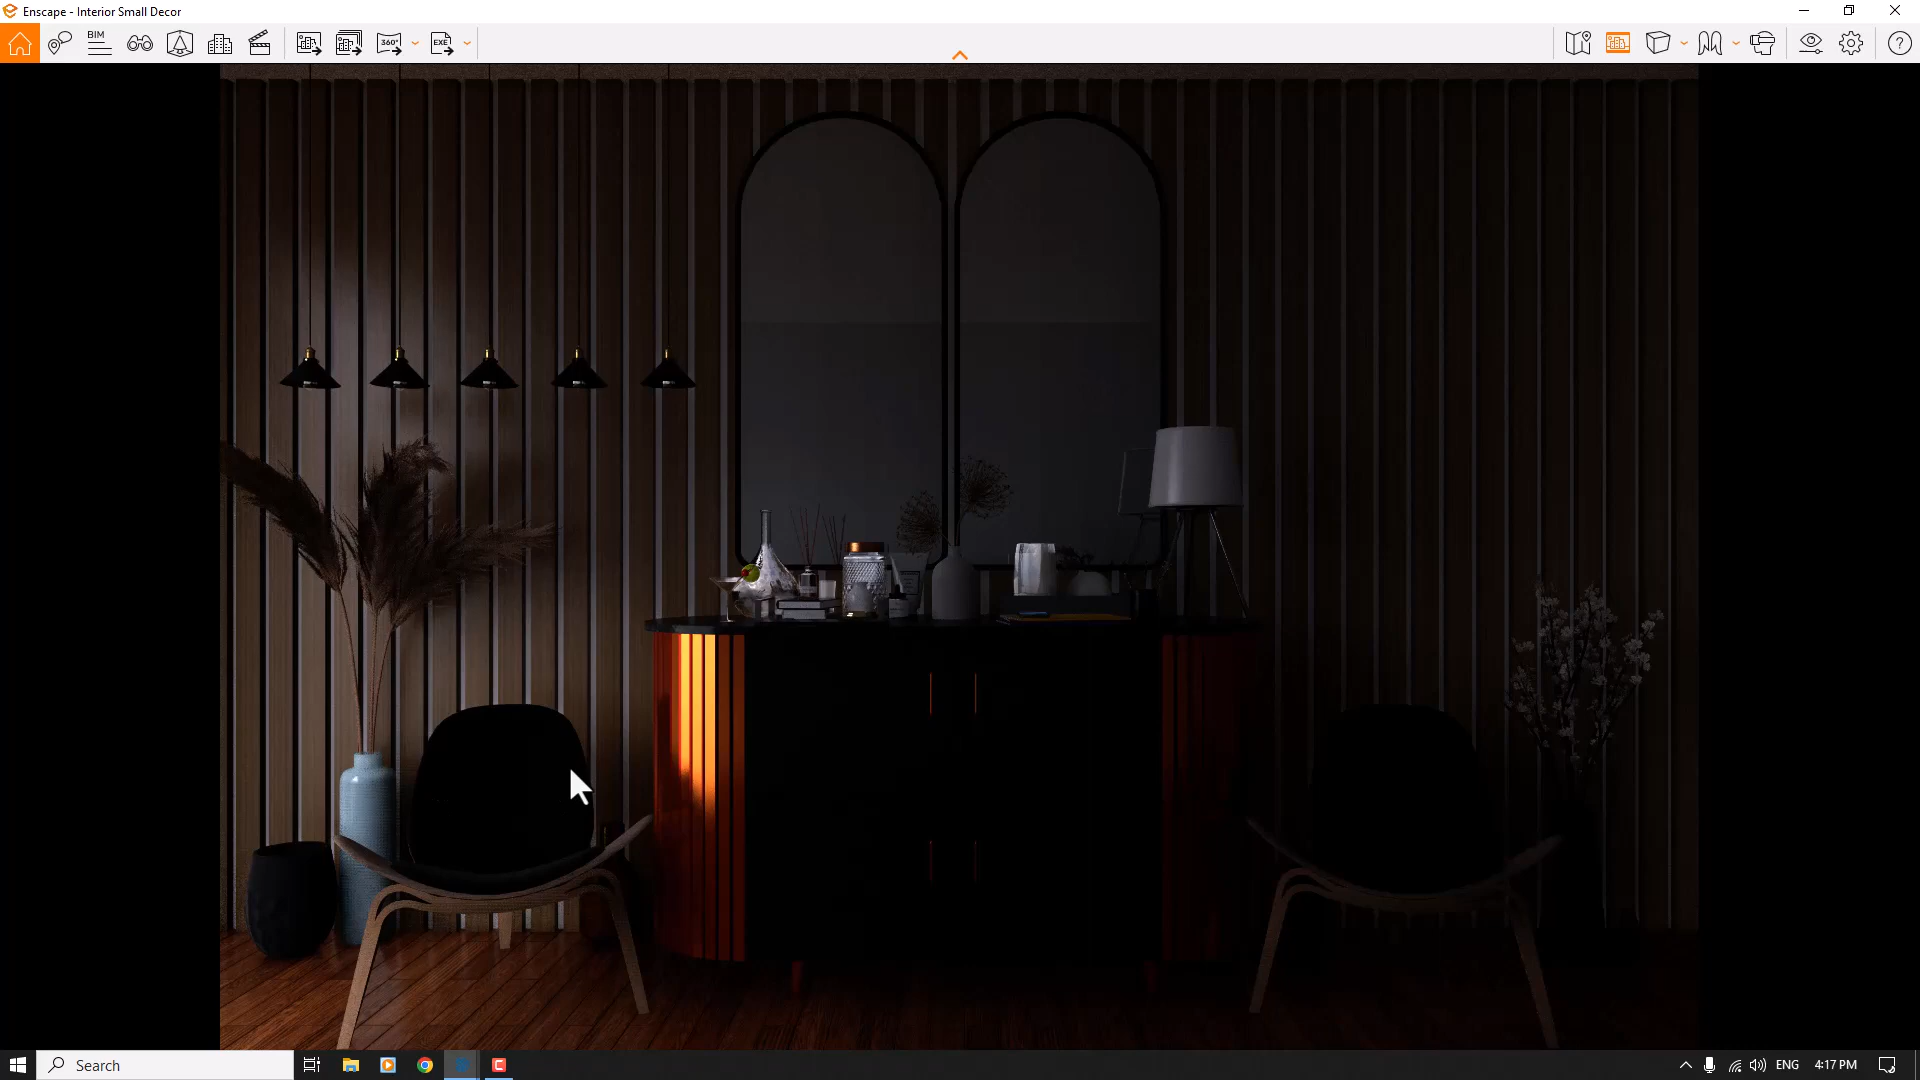 Enscape - Interior Small Decor
BIM
360°
EXE
Search
ENG
4:17 PM